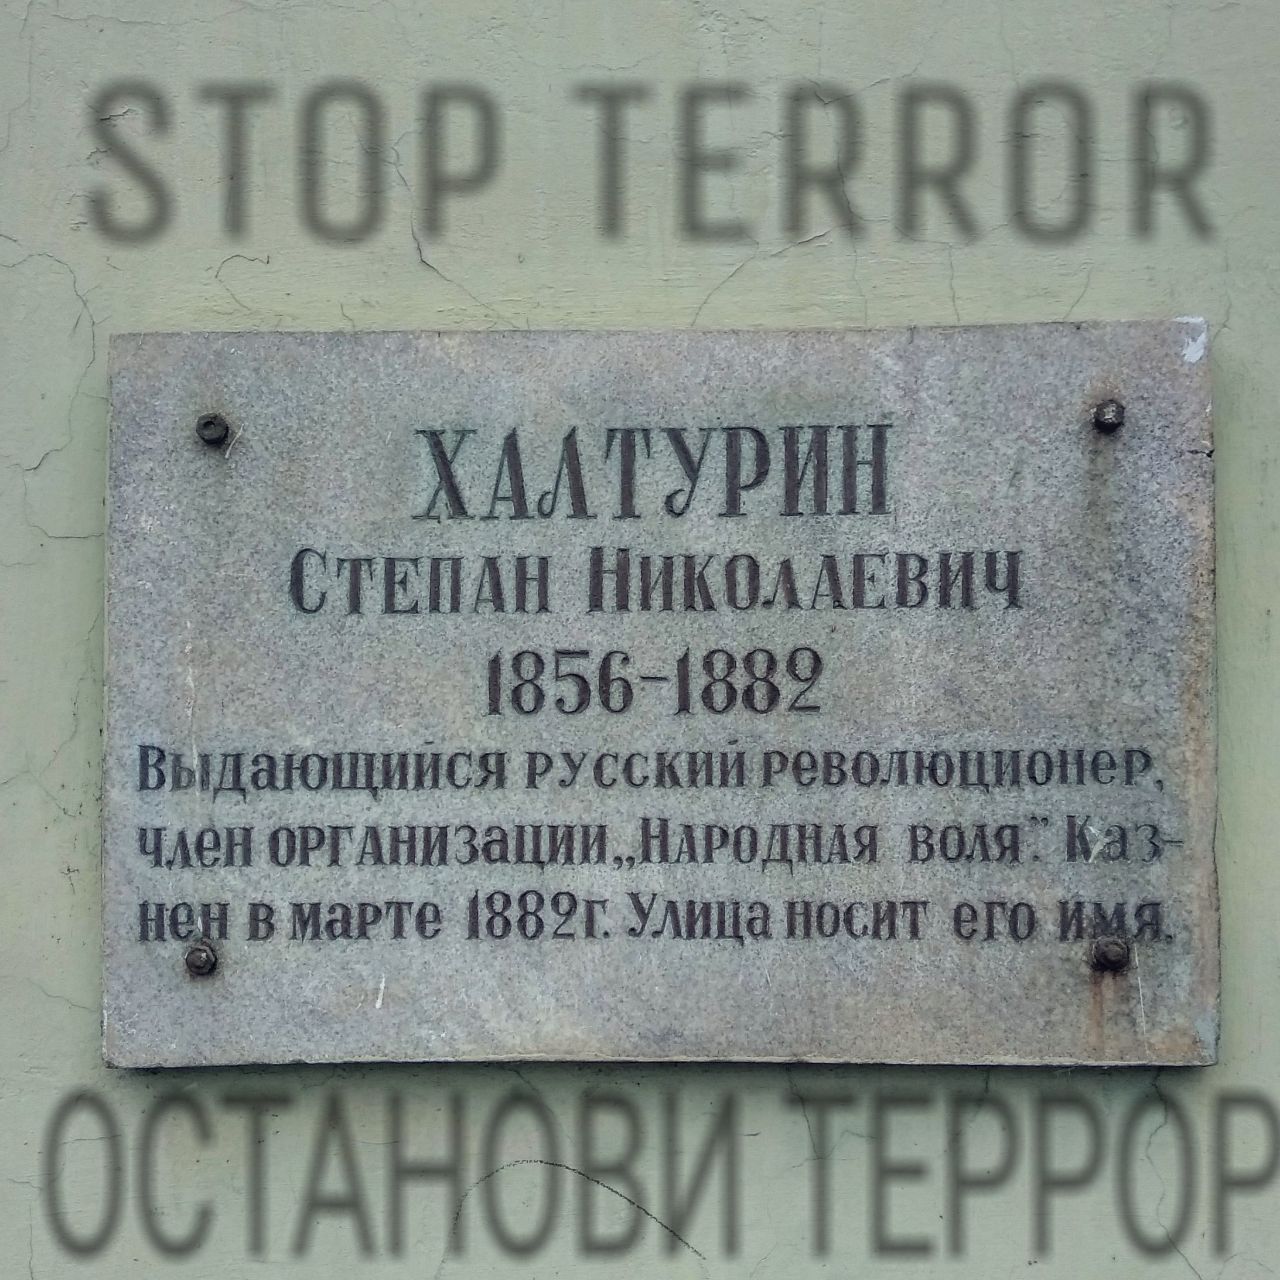 STOP TERROR
ХАЛТУРИН
СТЕПАН НИКОЛАЕВИЧ
1856-1882
Выдающийся русский революционер,
член организации „Народная воля". Каз-
нен в марте 1882г. Улица носит его имя.
ОСТАНОВИ ТЕРРОР